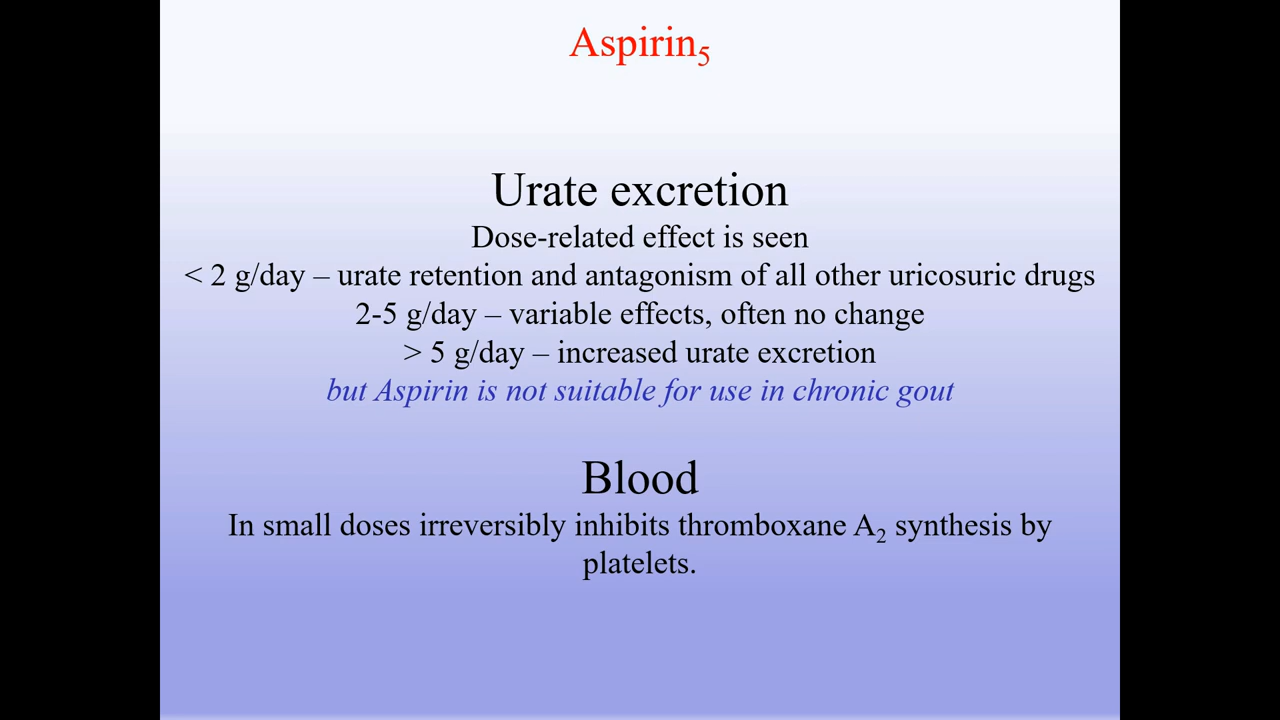 Aspirin₅
Urate excretion
Dose-related effect is seen
< 2 g/day – urate retention and antagonism of all other uricosuric drugs
2-5 g/day – variable effects, often no change
> 5 g/day – increased urate excretion
but Aspirin is not suitable for use in chronic gout
Blood
In small doses irreversibly inhibits thromboxane A₂ synthesis by
platelets.